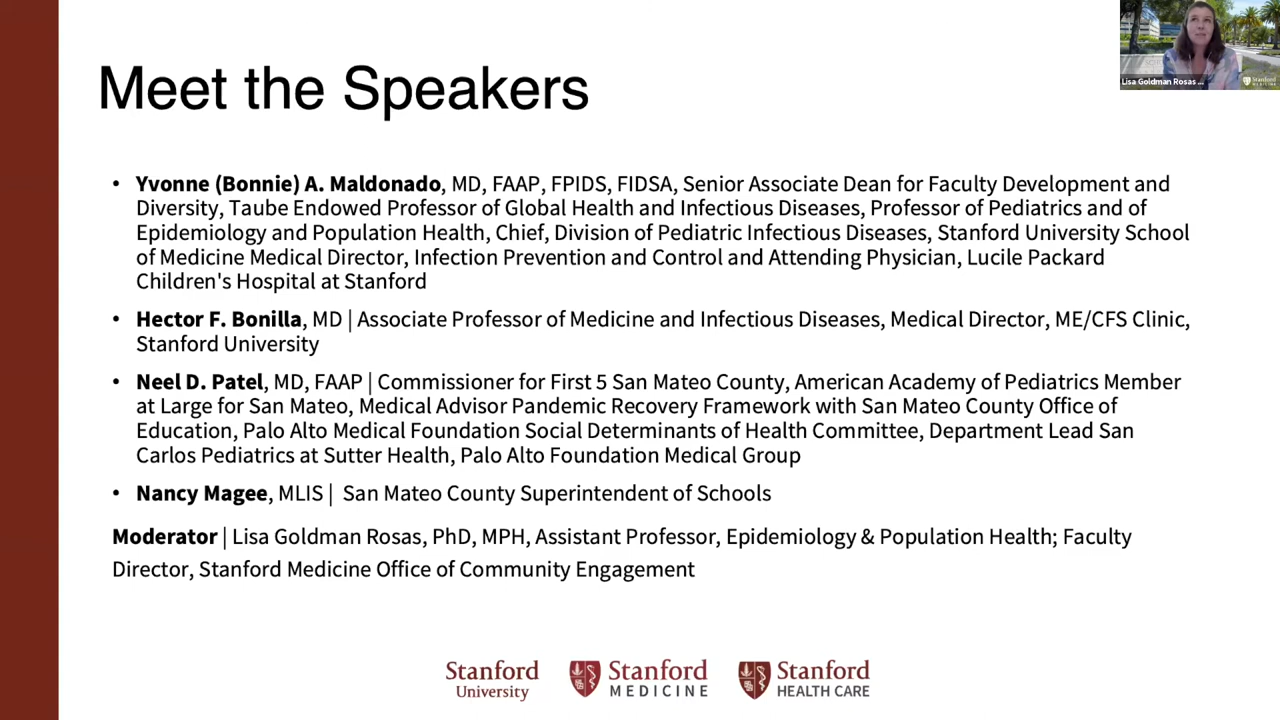 Meet the Speakers
Lisa Goldman Rosas ...
Stanford
MEDICINE
• Yvonne (Bonnie) A. Maldonado, MD, FAAP, FPIDS, FIDSA, Senior Associate Dean for Faculty Development and
Diversity, Taube Endowed Professor of Global Health and Infectious Diseases, Professor of Pediatrics and of
Epidemiology and Population Health, Chief, Division of Pediatric Infectious Diseases, Stanford University School
of Medicine Medical Director, Infection Prevention and Control and Attending Physician, Lucile Packard
Children's Hospital at Stanford
• Hector F. Bonilla, MD | Associate Professor of Medicine and Infectious Diseases, Medical Director, ME/CFS Clinic,
Stanford University
• Neel D. Patel, MD, FAAP | Commissioner for First 5 San Mateo County, American Academy of Pediatrics Member
at Large for San Mateo, Medical Advisor Pandemic Recovery Framework with San Mateo County Office of
Education, Palo Alto Medical Foundation Social Determinants of Health Committee, Department Lead San
Carlos Pediatrics at Sutter Health, Palo Alto Foundation Medical Group
• Nancy Magee, MLIS | San Mateo County Superintendent of Schools
Moderator | Lisa Goldman Rosas, PhD, MPH, Assistant Professor, Epidemiology & Population Health; Faculty
Director, Stanford Medicine Office of Community Engagement
Stanford
University
Stanford
MEDICINE
Stanford
HEALTH CARE